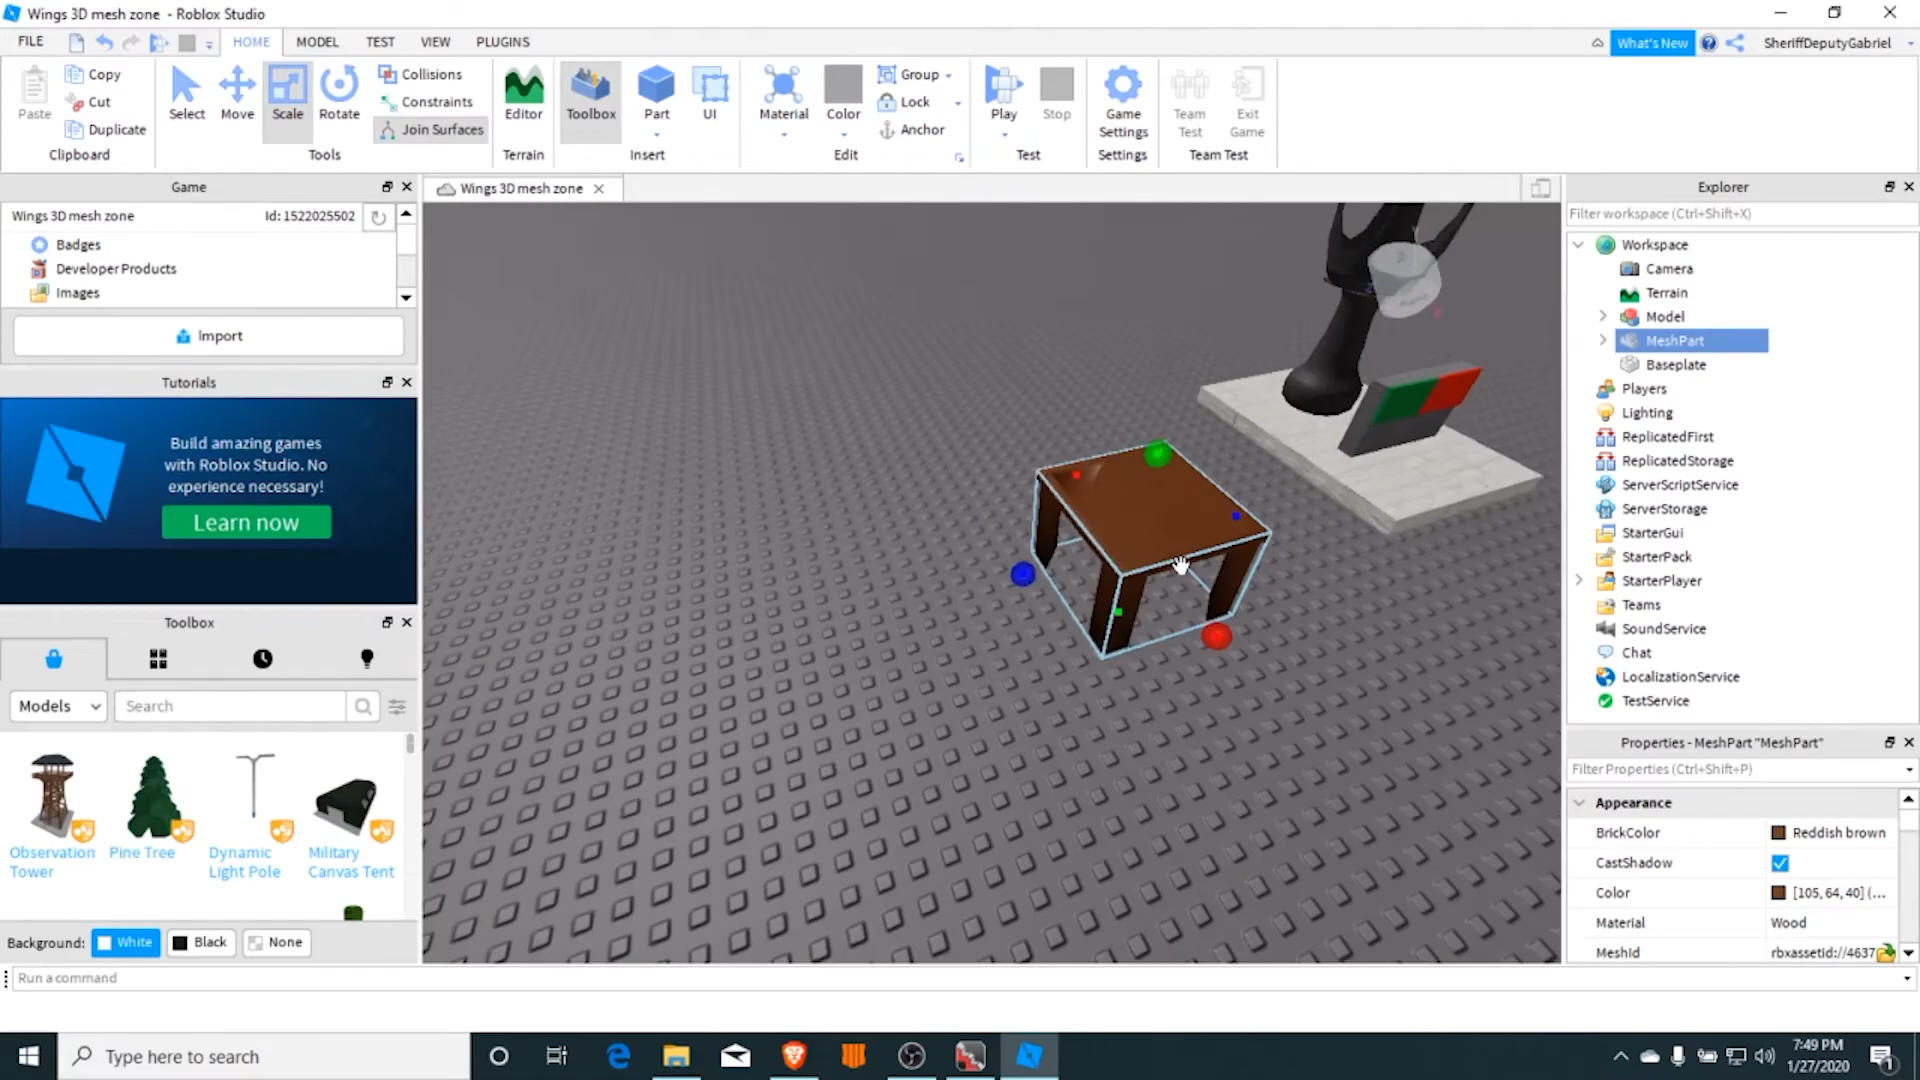 Wings 3D mesh zone - Roblox Studio
FILE HOME MODEL TEST VIEW PLUGINS What's New SheriffDeputyGabriel
Paste Copy Cut Duplicate
Clipboard
Select Move Scale Rotate
Collisions
Constraints
Join Surfaces
Tools
Editor
Terrain
Toolbox Part UI
Insert
Material Color
Group
Lock
Anchor
Edit
Play Stop
Test
Game Settings
Settings
Team Test
Exit Game
Team Test
Game
Wings 3D mesh zone Id: 1522025502
Badges
Developer Products
Images
Import
Tutorials
Build amazing games
with Roblox Studio. No
experience necessary!
Learn now
Toolbox
Models Search
Observation Tower
Pine Tree
Dynamic Light Pole
Military Canvas Tent
Background: White Black None
Run a command
Wings 3D mesh zone
Explorer
Filter workspace (Ctrl+Shift+X)
Workspace
Camera
Terrain
Model
MeshPart
Baseplate
Players
Lighting
ReplicatedFirst
ReplicatedStorage
ServerScriptService
ServerStorage
StarterGui
StarterPack
StarterPlayer
Teams
SoundService
Chat
LocalizationService
TestService
Properties - MeshPart "MeshPart"
Filter Properties (Ctrl+Shift+P)
Appearance
BrickColor Reddish brown
CastShadow
Color [105, 64, 40] (...
Material Wood
MeshId rbxassetid://4637
Type here to search
7:49 PM
1/27/2020
1